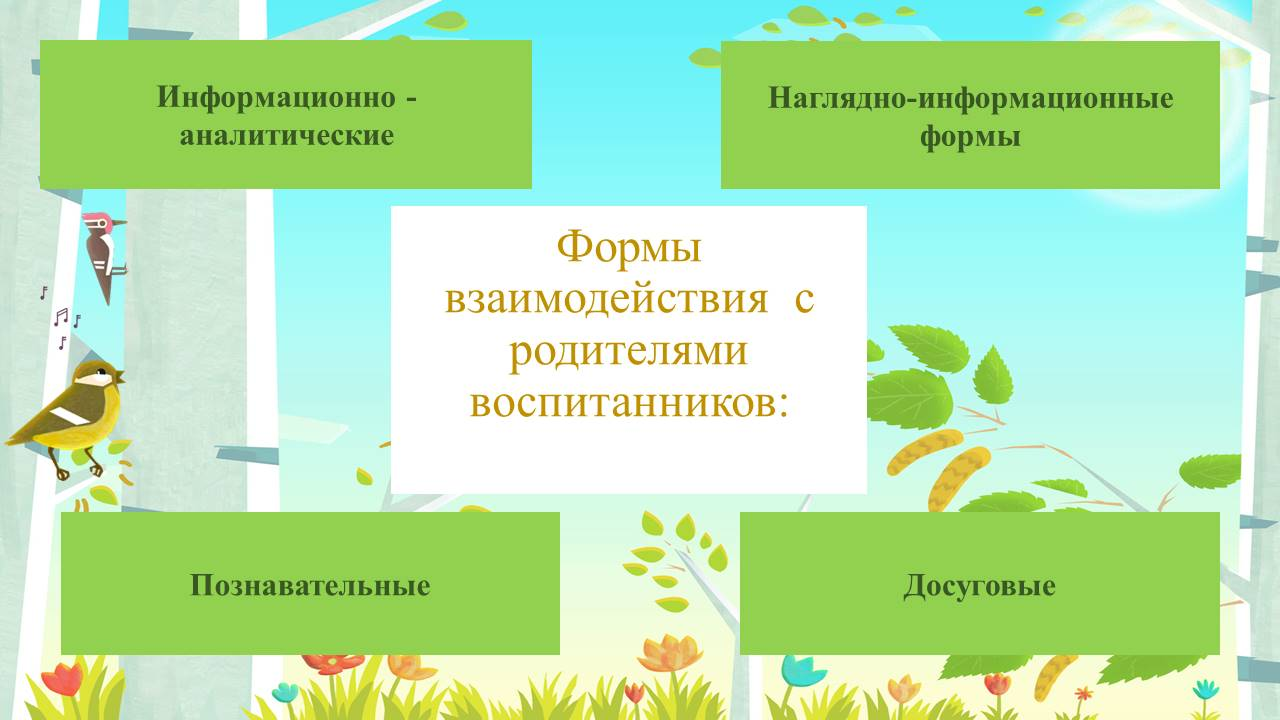 Информационно -
аналитические
Наглядно-информационные
формы
Формы
взаимодействия с
родителями
воспитанников:
Познавательные
Досуговые